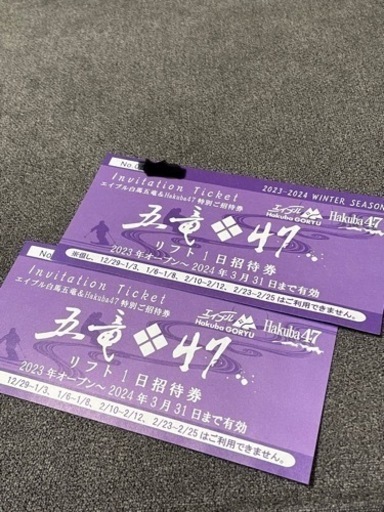 No.0
Invitation Ticket
2023-2024 WINTER SEASON
エイブル白馬五竜&Hakuba47 特別ご招待券
エイブル
Hakuba GORYU
Hakuba 47
五竜 47
リフト1日招待券
2023年オープン〜2024年3月31日まで有効
※但し、12/29〜1/3、1/6〜1/8、2/10〜2/12、2/23〜2/25はご利用できません。
No.
Invitation Ticket
エイブル白馬五竜&Hakuba47 特別ご招待券
エイブル
Hakuba GORYU
Hakuba 47
五竜 47
リフト1日招待券
2023年オープン〜2024年3月31日まで有効
12/29〜1/3、1/6〜1/8、2/10〜2/12、2/23〜2/25はご利用できません。